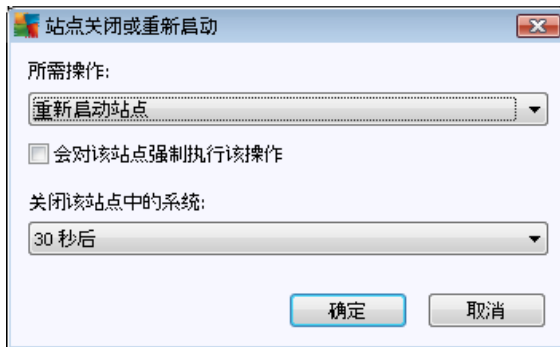 站点关闭或重新启动
所需操作:
重新启动站点
会对该站点强制执行该操作
关闭该站点中的系统:
30 秒后
确定
取消